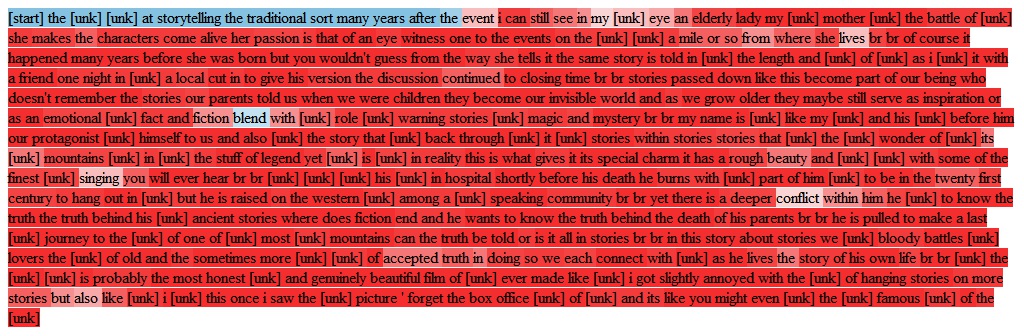 [start] the [unk] [unk] at storytelling the traditional sort many years after the event i can still see in my [unk] eye an elderly lady my [unk] mother [unk] the battle of [unk]
she makes the characters come alive her passion is that of an eye witness one to the events on the [unk] [unk] a mile or so from where she lives br br of course it
happened many years before she was born but you wouldn't guess from the way she tells it the same story is told in [unk] the length and [unk] of [unk] as i [unk] it with
a friend one night in [unk] a local cut in to give his version the discussion continued to closing time br br stories passed down like this become part of our being who
doesn't remember the stories our parents told us when we were children they become our invisible world and as we grow older they maybe still serve as inspiration or
as an emotional [unk] fact and fiction blend with [unk] role [unk] warning stories [unk] magic and mystery br br my name is [unk] like my [unk] and his [unk] before him
our protagonist [unk] himself to us and also [unk] the story that [unk] back through [unk] it [unk] stories within stories stories that [unk] the [unk] wonder of [unk] its
[unk] mountains [unk] in [unk] the stuff of legend yet [unk] is [unk] in reality this is what gives it its special charm it has a rough beauty and [unk] [unk] with some of the
finest [unk] singing you will ever hear br br [unk] [unk] [unk] his [unk] in hospital shortly before his death he burns with [unk] part of him [unk] to be in the twenty first
century to hang out in [unk] but he is raised on the western [unk] among a [unk] speaking community br br yet there is a deeper conflict within him he [unk] to know the
truth the truth behind his [unk] ancient stories where does fiction end and he wants to know the truth behind the death of his parents br br he is pulled to make a last
[unk] journey to the [unk] of one of [unk] most [unk] mountains can the truth be told or is it all in stories br br in this story about stories we [unk] bloody battles [unk]
lovers the [unk] of old and the sometimes more [unk] [unk] of accepted truth in doing so we each connect with [unk] as he lives the story of his own life br br [unk] the
[unk] [unk] is probably the most honest [unk] and genuinely beautiful film of [unk] ever made like [unk] i got slightly annoyed with the [unk] of hanging stories on more
stories but also like [unk] i [unk] this once i saw the [unk] picture ' forget the box office [unk] of [unk] and its like you might even [unk] the [unk] famous [unk] of the
[unk]